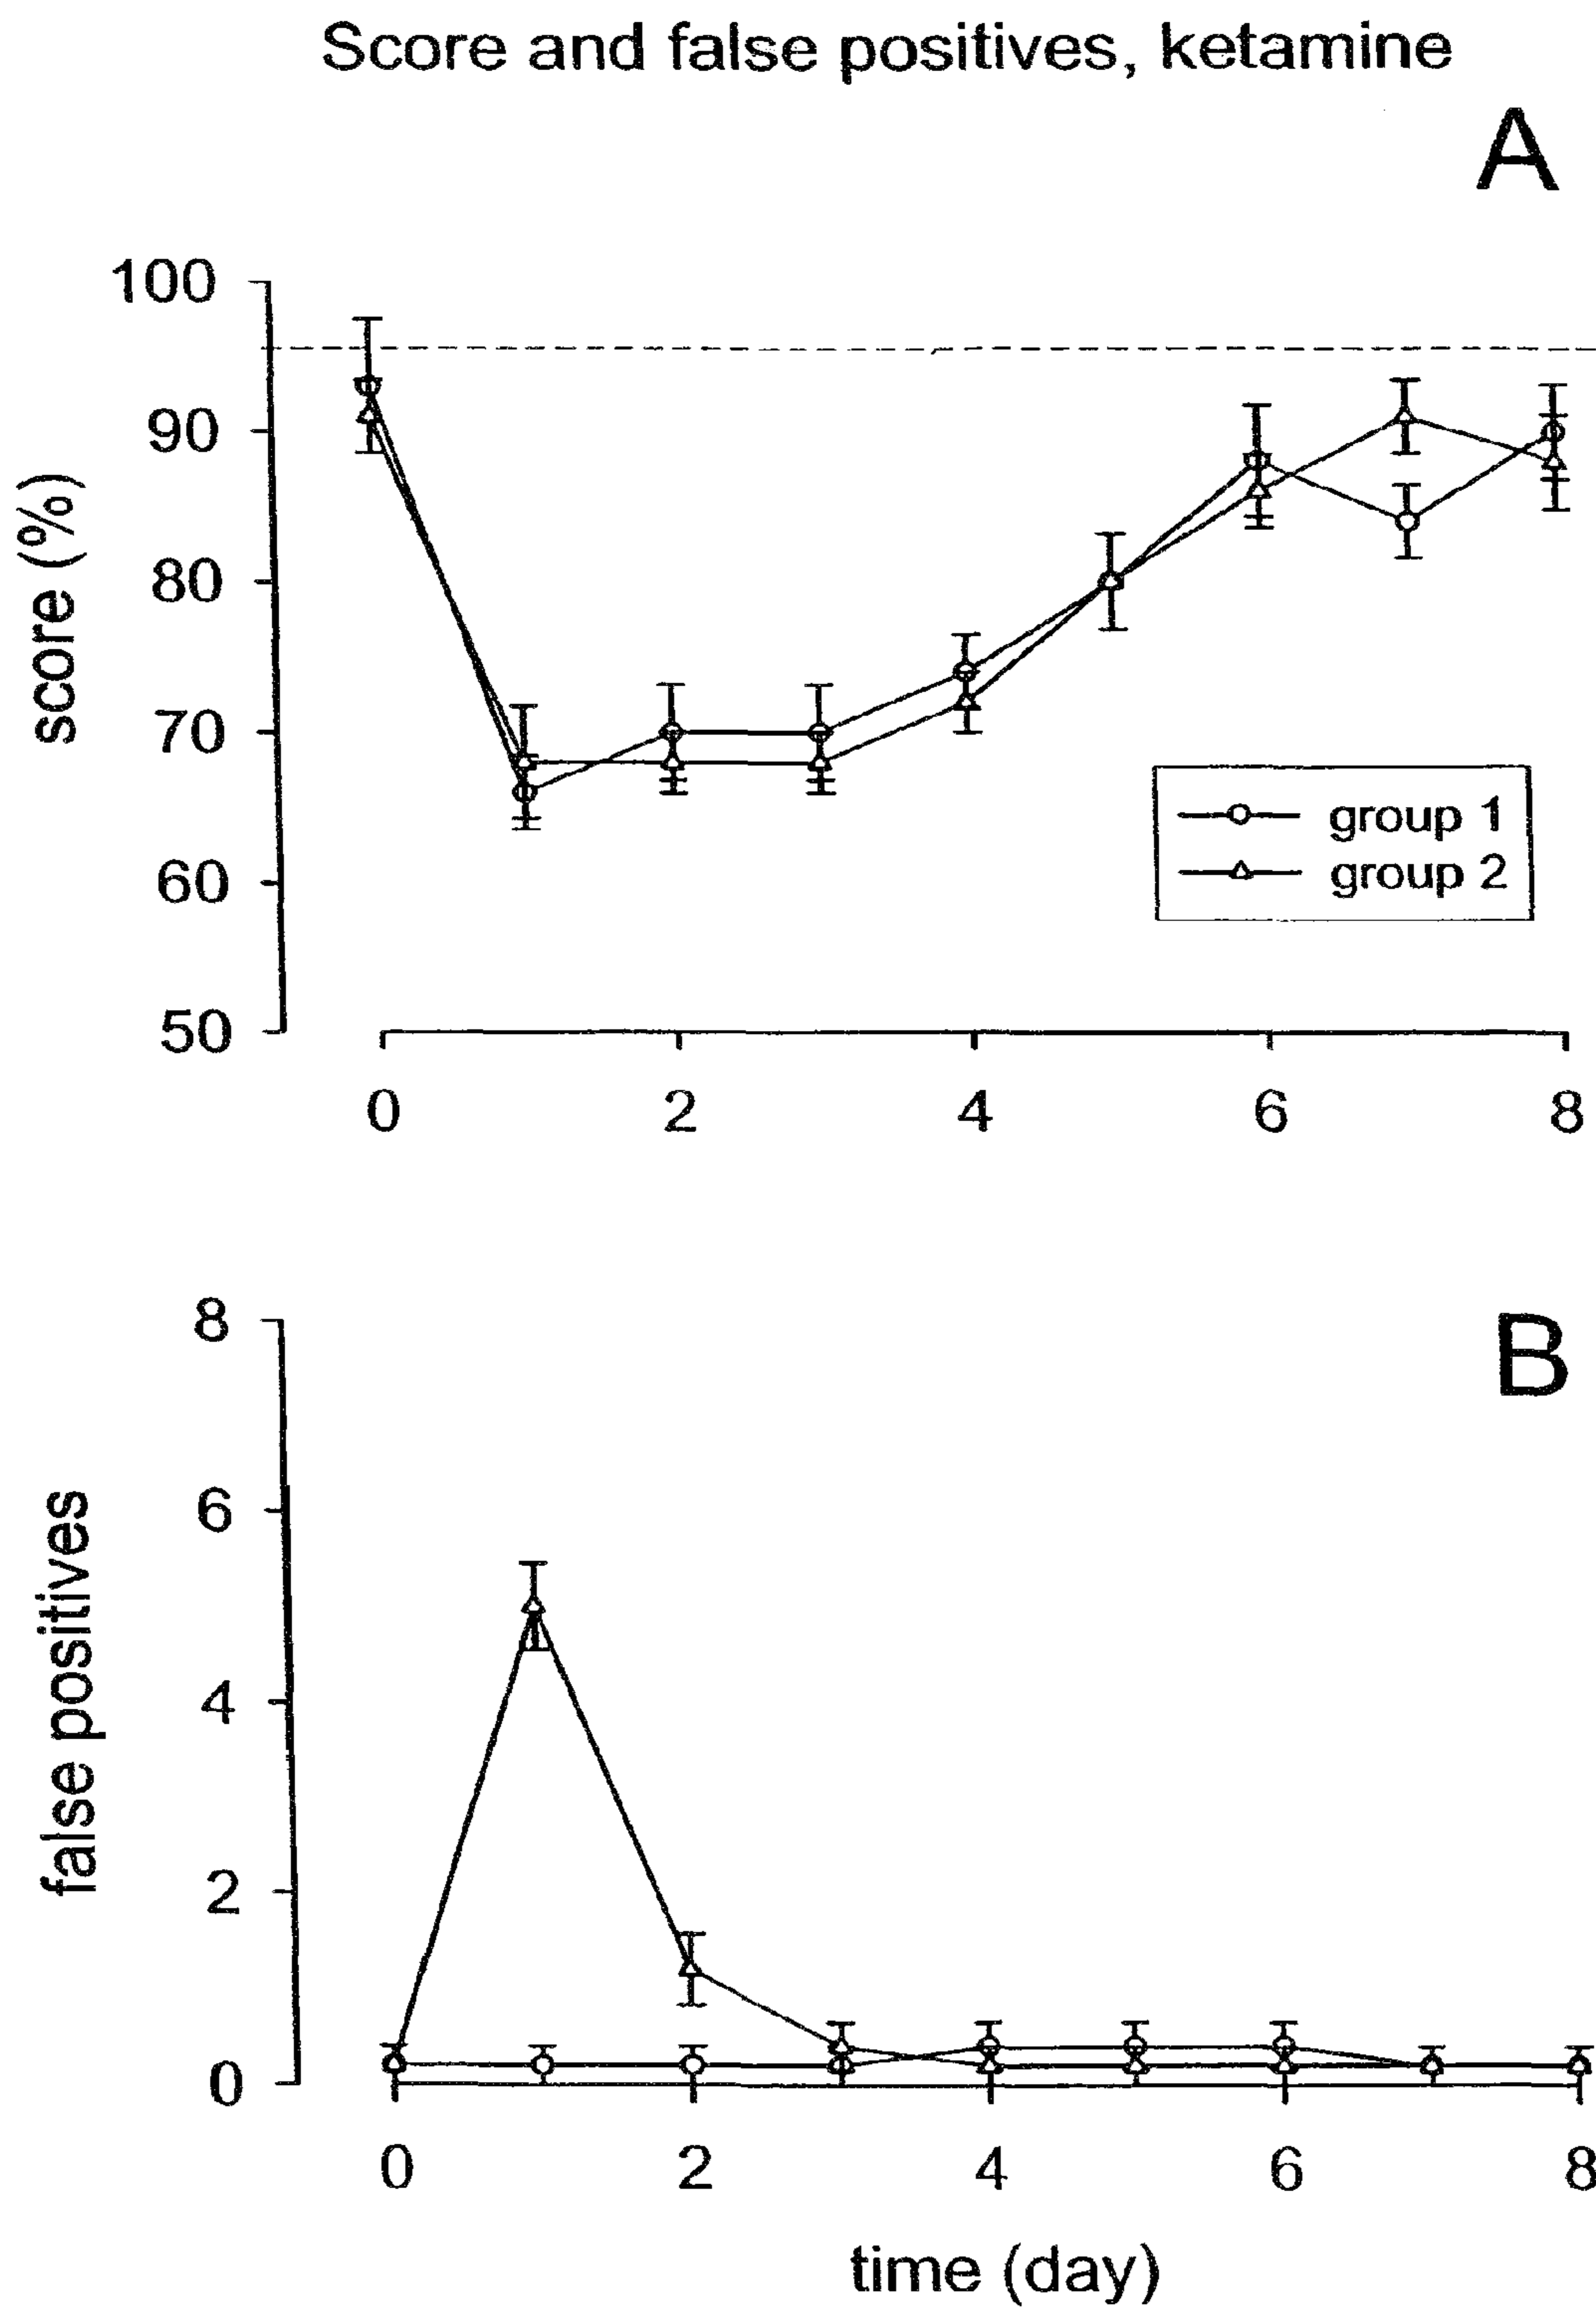 Score and false positives, ketamine
A
100
90
80
70
60
50
score (%)
group 1
group 2
0 2 4 6 8
B
8
6
4
2
0
false positives
0 2 4 6 8
time (day)